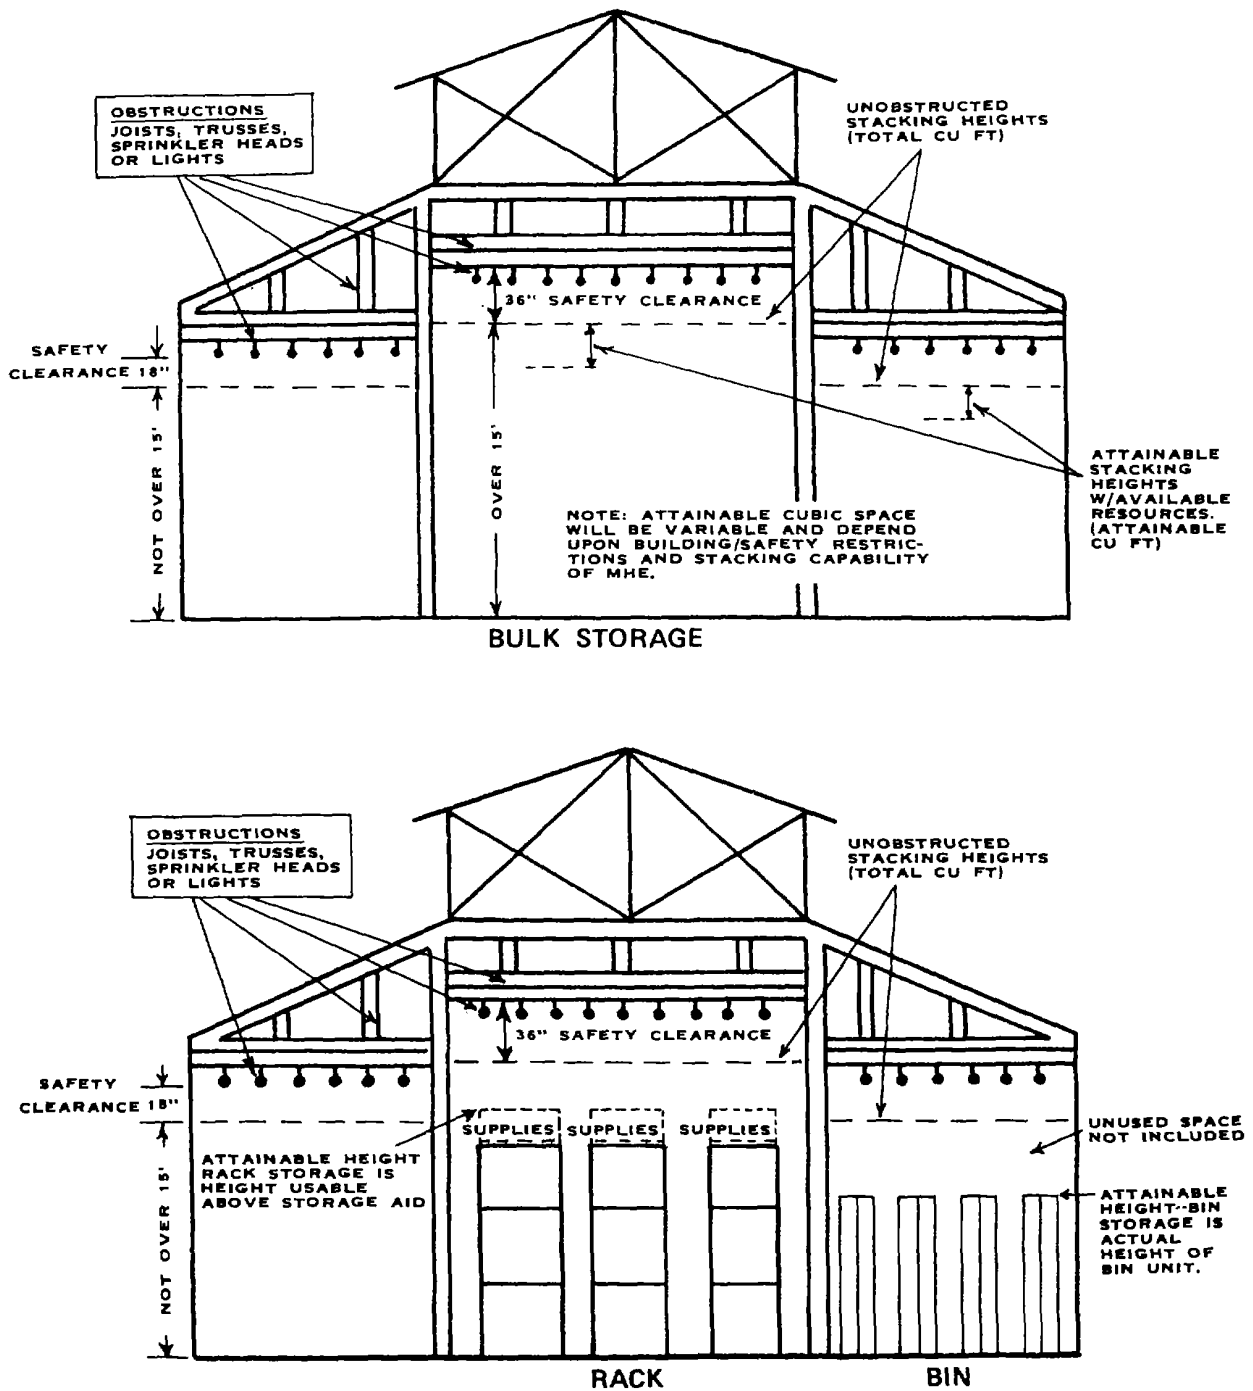 OBSTRUCTIONS
JOISTS, TRUSSES,
SPRINKLER HEADS
OR LIGHTS
UNOBSTRUCTED
STACKING HEIGHTS
(TOTAL CU FT)
36" SAFETY CLEARANCE
SAFETY
CLEARANCE 18"
NOT OVER 15'
OVER 15'
ATTAINABLE
STACKING
HEIGHTS
W/AVAILABLE
RESOURCES.
(ATTAINABLE
CU FT)
NOTE: ATTAINABLE CUBIC SPACE
WILL BE VARIABLE AND DEPEND
UPON BUILDING/SAFETY RESTRIC-
TIONS AND STACKING CAPABILITY
OF MHE.
BULK STORAGE
OBSTRUCTIONS
JOISTS, TRUSSES,
SPRINKLER HEADS
OR LIGHTS
UNOBSTRUCTED
STACKING HEIGHTS
(TOTAL CU FT)
36" SAFETY CLEARANCE
SAFETY
CLEARANCE 18"
NOT OVER 15'
SUPPLIES SUPPLIES SUPPLIES
ATTAINABLE HEIGHT
RACK STORAGE IS
HEIGHT USABLE
ABOVE STORAGE AID
UNUSED SPACE
NOT INCLUDED
ATTAINABLE
HEIGHT--BIN
STORAGE IS
ACTUAL
HEIGHT OF
BIN UNIT.
RACK BIN